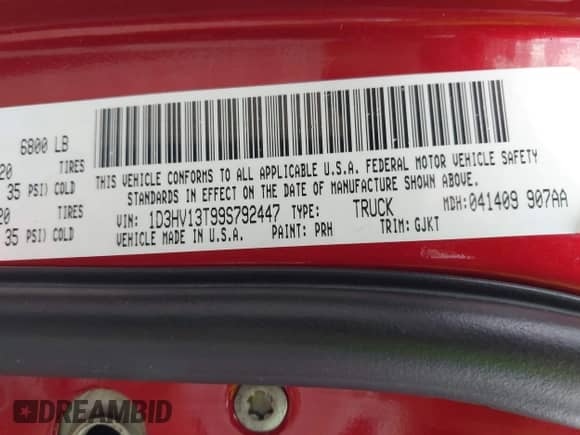 6800 LB
20 TIRES
35 PSI) COLD
20 TIRES
35 PSI) COLD
THIS VEHICLE CONFORMS TO ALL APPLICABLE U.S.A. FEDERAL MOTOR VEHICLE SAFETY
STANDARDS IN EFFECT ON THE DATE OF MANUFACTURE SHOWN ABOVE.
VIN: 1D3HV13T99S792447 TYPE: TRUCK MDH: 041409 907AA
VEHICLE MADE IN U.S.A. PAINT: PRH TRIM: GJKT
DREAMBID